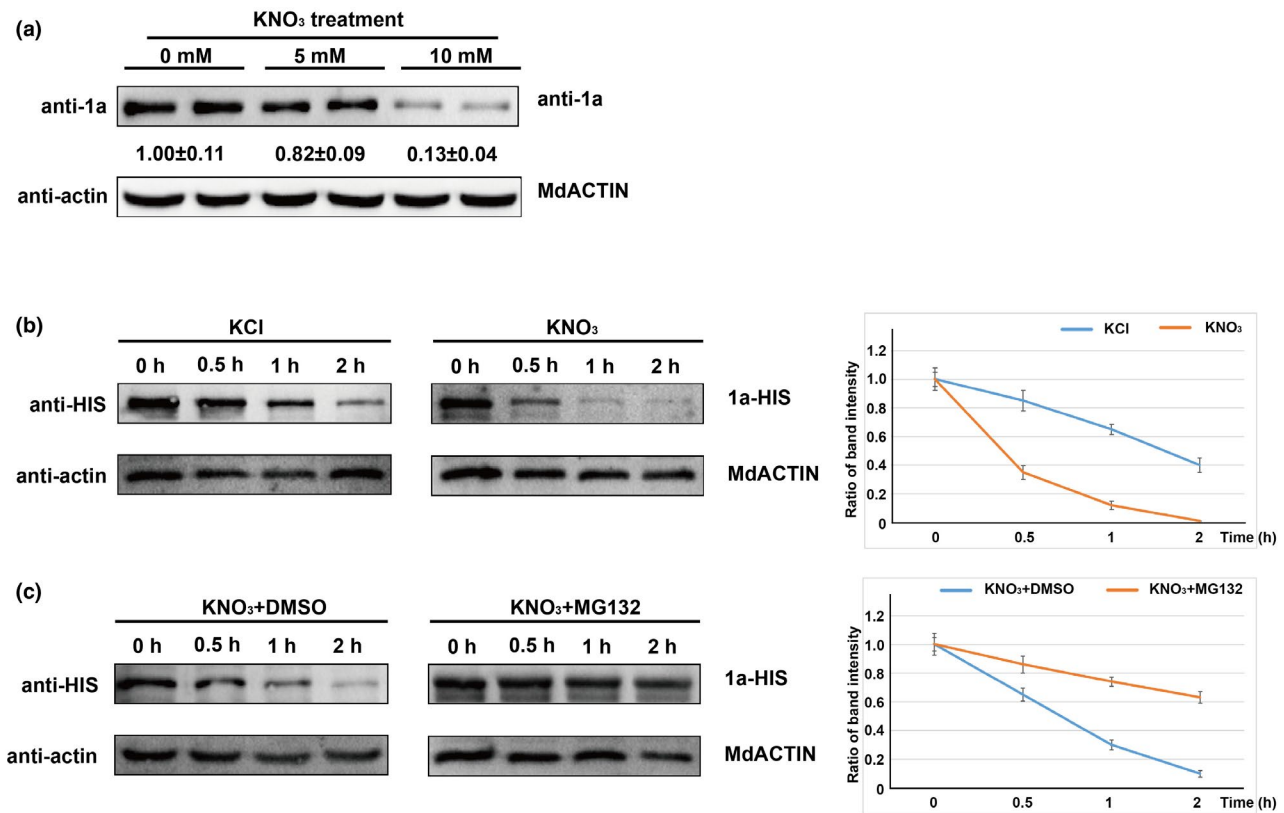 (a)
KNO₃ treatment
0 mM 5 mM 10 mM
anti-1a anti-1a
1.00±0.11 0.82±0.09 0.13±0.04
anti-actin MdACTIN
(b)
KCl KNO₃
0 h 0.5 h 1 h 2 h 0 h 0.5 h 1 h 2 h
anti-HIS 1a-HIS
anti-actin MdACTIN
KCl KNO₃
Ratio of band intensity
1.2
1.0
0.8
0.6
0.4
0.2
0
0 0.5 1 2 Time (h)
(c)
KNO₃+DMSO KNO₃+MG132
0 h 0.5 h 1 h 2 h 0 h 0.5 h 1 h 2 h
anti-HIS 1a-HIS
anti-actin MdACTIN
KNO₃+DMSO KNO₃+MG132
Ratio of band intensity
1.2
1.0
0.8
0.6
0.4
0.2
0
0 0.5 1 2 Time (h)